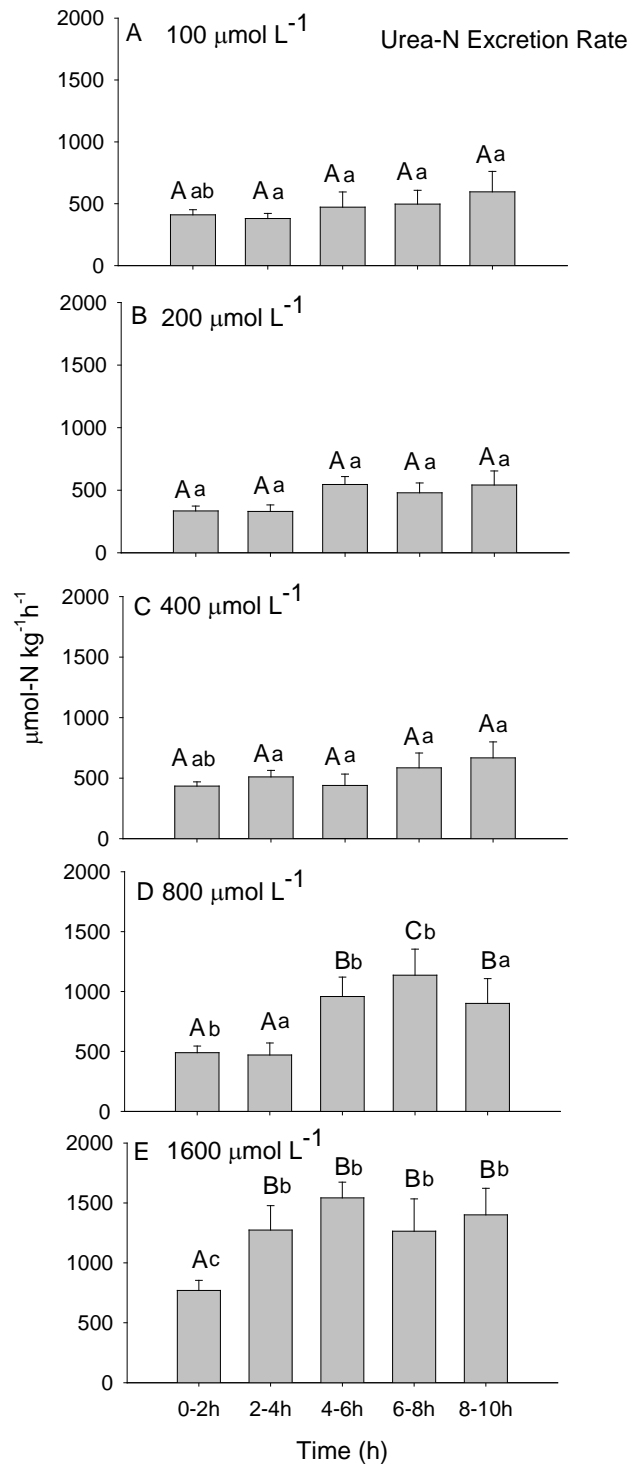 A 100 μmol L⁻¹ Urea-N Excretion Rate
2000
1500
1000
500
0
A ab A a A a A a A a
B 200 μmol L⁻¹
2000
1500
1000
500
0
A a A a A a A a A a
μmol-N kg⁻¹h⁻¹
C 400 μmol L⁻¹
2000
1500
1000
500
0
A ab A a A a A a A a
D 800 μmol L⁻¹
2000
1500
1000
500
0
A b A a B b C b B a
E 1600 μmol L⁻¹
2000
1500
1000
500
0
A c B b B b B b B b
0-2h 2-4h 4-6h 6-8h 8-10h
Time (h)